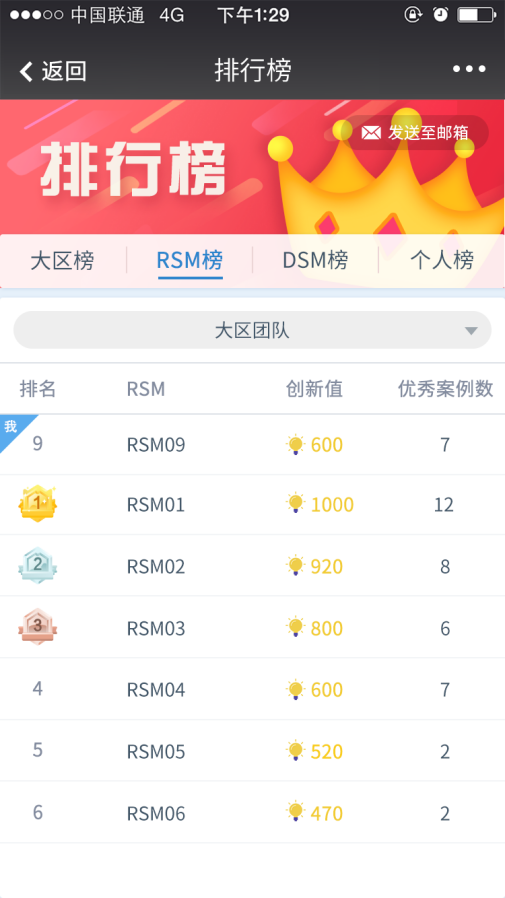 中国联通 4G 下午1:29
返回 排行榜
发送至邮箱
排行榜
大区榜 RSM榜 DSM榜 个人榜
大区团队
排名 RSM 创新值 优秀案例数
我
9 RSM09 600 7
1 RSM01 1000 12
2 RSM02 920 8
3 RSM03 800 6
4 RSM04 600 7
5 RSM05 520 2
6 RSM06 470 2